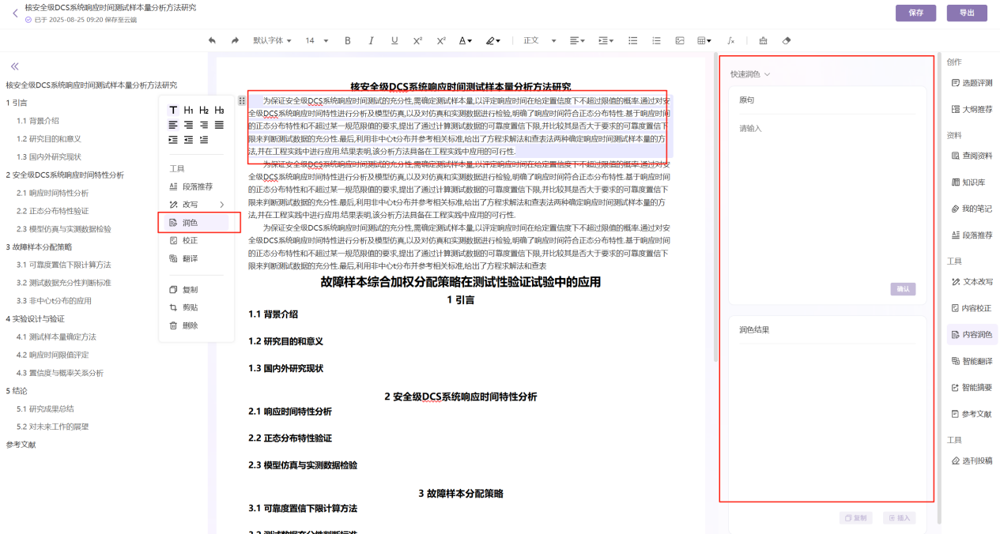 核安全级DCS系统响应时间测试样本量分析方法研究
已于 2025-08-25 09:20 保存至云端
保存
导出
默认字体
14
B
I
U
X²
X²
A
正文
核安全级DCS系统响应时间测试样本量分析方法研究
1 引言
1.1 背景介绍
1.2 研究目的和意义
1.3 国内外研究现状
2 安全级DCS系统响应时间特性分析
2.1 响应时间特性分析
2.2 正态分布特性验证
2.3 模型仿真与实测数据检验
3 故障样本分配策略
3.1 可靠度置信下限计算方法
3.2 测试数据充分性判断标准
3.3 非中心t分布的应用
4 实验设计与验证
4.1 测试样本量确定方法
4.2 响应时间限值评定
4.3 置信度与概率关系分析
5 结论
5.1 研究成果总结
5.2 对未来工作的展望
参考文献
T H₁ H₂ H₃
工具
段落推荐
改写
润色
校正
翻译
复制
剪贴
删除
核安全级DCS系统响应时间测试样本量分析方法研究
为保证安全级DCS系统响应时间测试的充分性,需确定测试样本量,以评定响应时间在给定置信度下不超过限值的概率.通过对安
全级DCS系统响应时间特性进行分析及模型仿真,以及对仿真和实测数据进行检验,明确了响应时间符合正态分布特性.基于响应时间
的正态分布特性和不超过某一规范限值的要求,提出了通过计算测试数据的可靠度置信下限,并比较其是否大于要求的可靠度置信下
限来判断测试数据的充分性.最后,利用非中心t分布并参考相关标准,给出了方程求解法和查表法两种确定响应时间测试样本量的方
法,并在工程实践中进行应用.结果表明,该分析方法具备在工程实践中应用的可行性.
为保证安全级DCS系统响应时间测试的充分性,需确定测试样本量,以评定响应时间在给定置信度下不超过限值的概率.通过对安
全级DCS系统响应时间特性进行分析及模型仿真,以及对仿真和实测数据进行检验,明确了响应时间符合正态分布特性.基于响应时间
的正态分布特性和不超过某一规范限值的要求,提出了通过计算测试数据的可靠度置信下限,并比较其是否大于要求的可靠度置信下
限来判断测试数据的充分性.最后,利用非中心t分布并参考相关标准,给出了方程求解法和查表法两种确定响应时间测试样本量的方
法,并在工程实践中进行应用.结果表明,该分析方法具备在工程实践中应用的可行性.
为保证安全级DCS系统响应时间测试的充分性,需确定测试样本量,以评定响应时间在给定置信度下不超过限值的概率.通过对安
全级DCS系统响应时间特性进行分析及模型仿真,以及对仿真和实测数据进行检验,明确了响应时间符合正态分布特性.基于响应时间
的正态分布特性和不超过某一规范限值的要求,提出了通过计算测试数据的可靠度置信下限,并比较其是否大于要求的可靠度置信下
限来判断测试数据的充分性.最后,利用非中心t分布并参考相关标准,给出了方程求解法和查表
故障样本综合加权分配策略在测试性验证试验中的应用
1 引言
1.1 背景介绍
1.2 研究目的和意义
1.3 国内外研究现状
2 安全级DCS系统响应时间特性分析
2.1 响应时间特性分析
2.2 正态分布特性验证
2.3 模型仿真与实测数据检验
3 故障样本分配策略
3.1 可靠度置信下限计算方法
3.2 测试数据充分性判断标准
快速润色
原句
请输入
确认
润色结果
复制
插入
创作
选题评测
大纲推荐
资料
查阅资料
知识库
我的笔记
段落推荐
工具
文本改写
内容校正
内容润色
智能翻译
智能摘要
参考文献
工具
选刊投稿